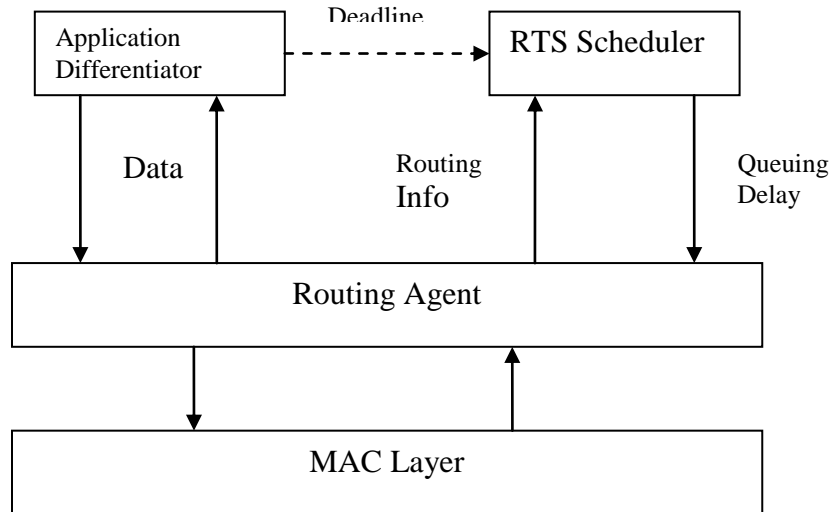 Deadline
Application
Differentiator
RTS Scheduler
Data
Routing
Info
Queuing
Delay
Routing Agent
MAC Layer